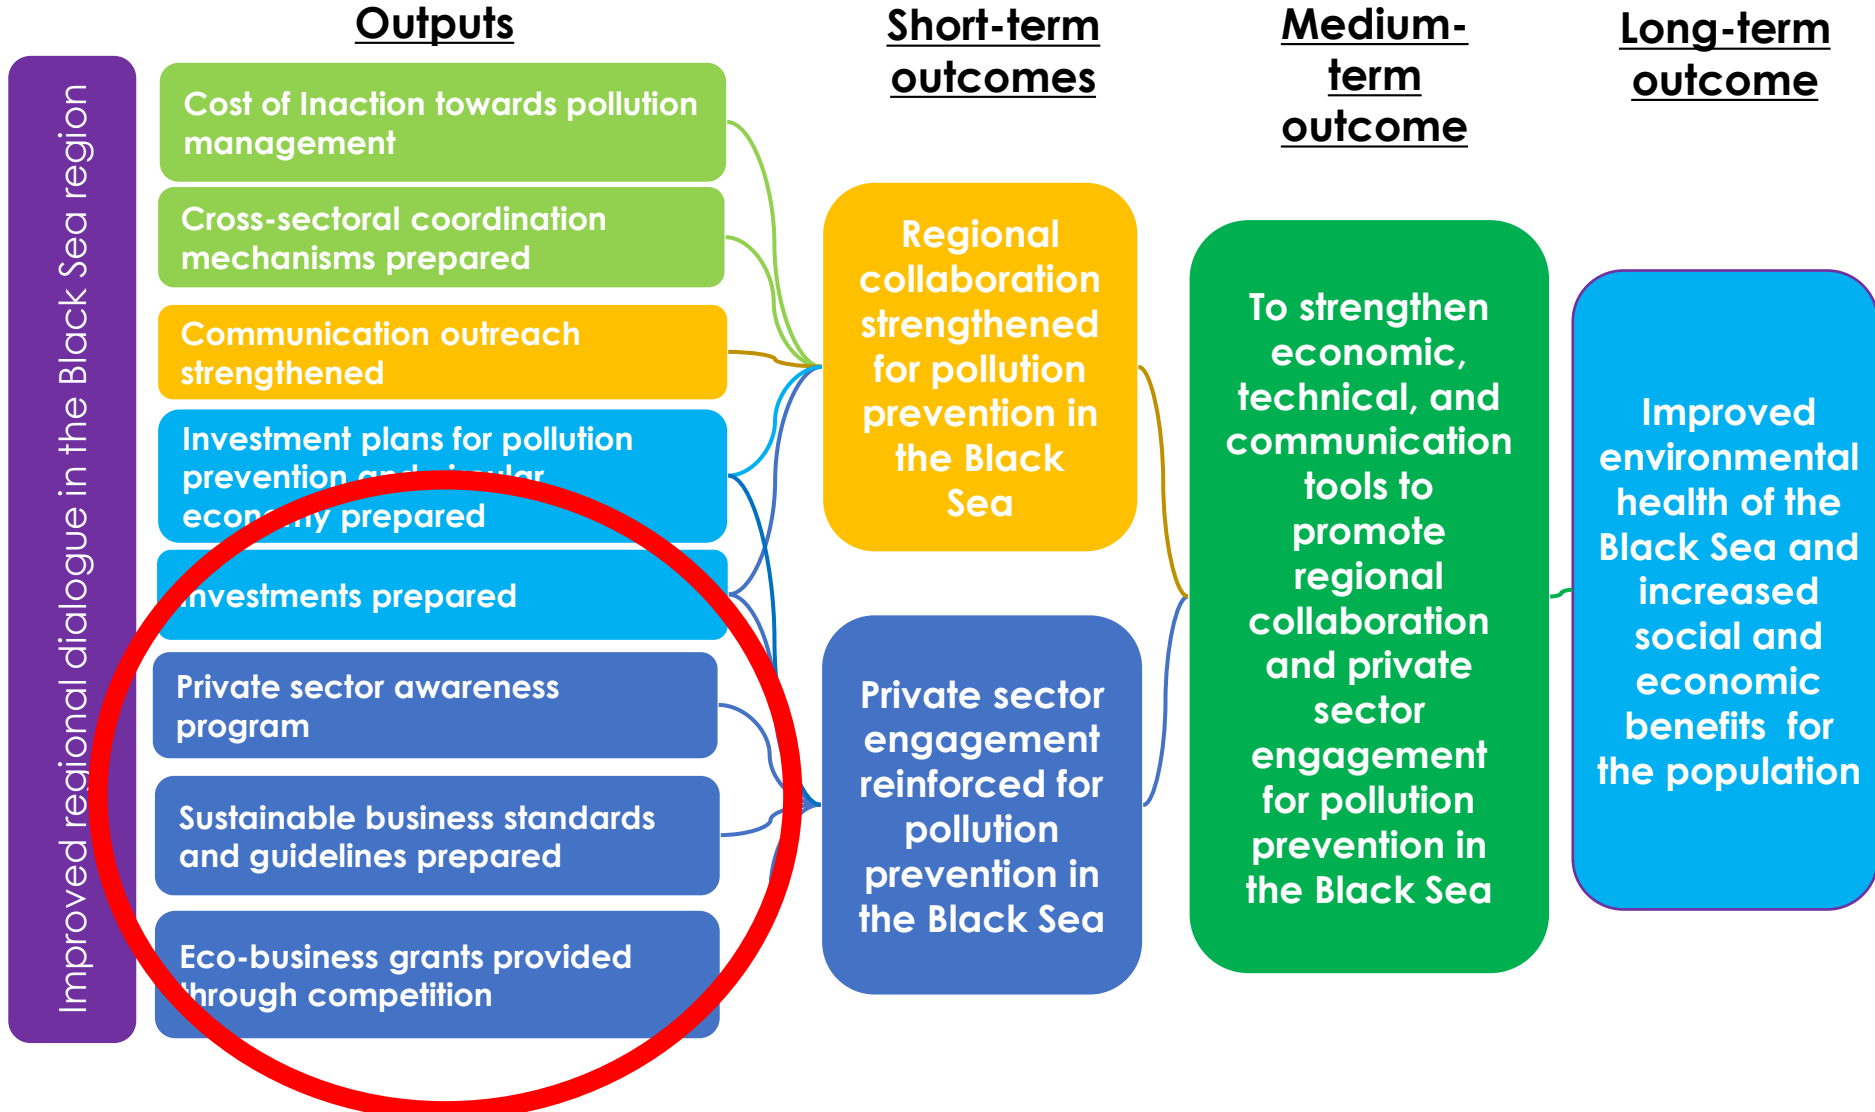 Outputs
Short-term
outcomes
Medium-
term
outcome
Long-term
outcome
Improved regional dialogue in the Black Sea region
Cost of Inaction towards pollution
management
Cross-sectoral coordination
mechanisms prepared
Communication outreach
strengthened
Investment plans for pollution
prevention and circular
economy prepared
Investments prepared
Private sector awareness
program
Sustainable business standards
and guidelines prepared
Eco-business grants provided
through competition
Regional
collaboration
strengthened
for pollution
prevention in
the Black
Sea
Private sector
engagement
reinforced for
pollution
prevention in
the Black Sea
To strengthen
economic,
technical, and
communication
tools to
promote
regional
collaboration
and private
sector
engagement
for pollution
prevention in
the Black Sea
Improved
environmental
health of the
Black Sea and
increased
social and
economic
benefits for
the population